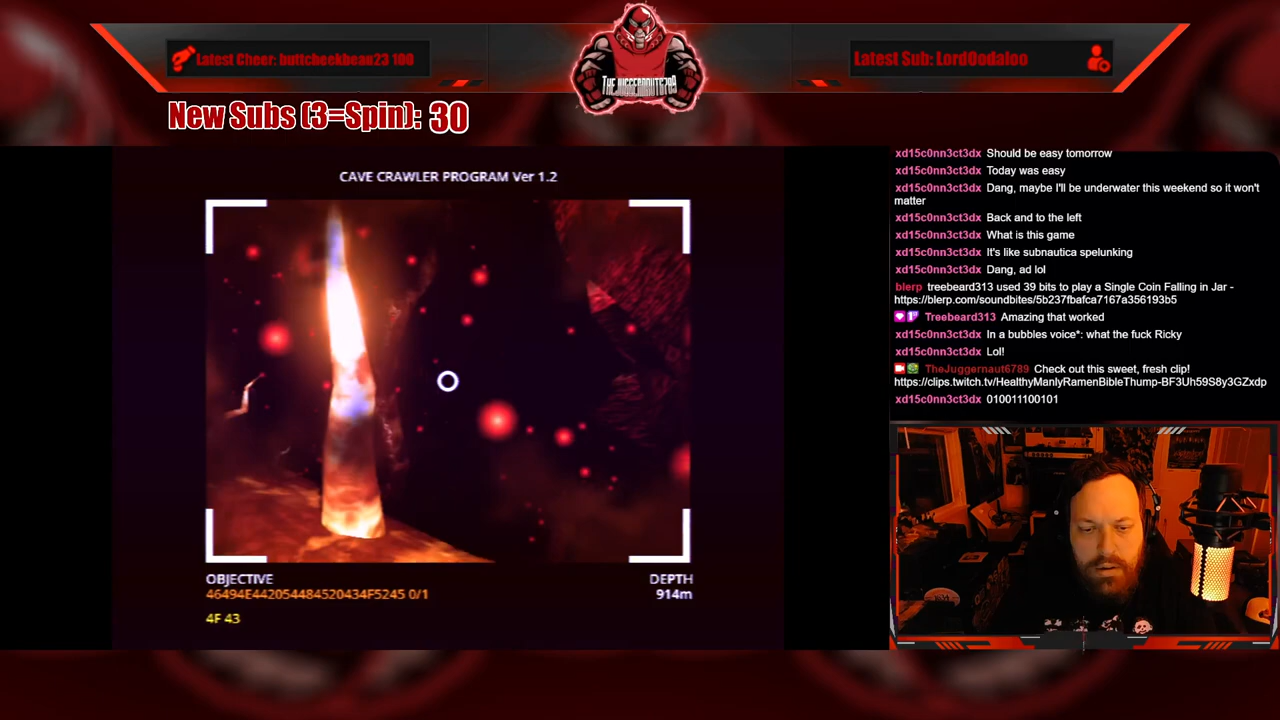 Latest Cheer: buttcheekbeau23 100
THEJUGGERNAUT6789
Latest Sub: LordOodaloo
New Subs (3=Spin): 30
CAVE CRAWLER PROGRAM Ver 1.2
OBJECTIVE
46494E442054484520434F5245 0/1
4F 43
DEPTH
914m
xd15c0nn3ct3dx Should be easy tomorrow
xd15c0nn3ct3dx Today was easy
xd15c0nn3ct3dx Dang, maybe I'll be underwater this weekend so it won't
matter
xd15c0nn3ct3dx Back and to the left
xd15c0nn3ct3dx What is this game
xd15c0nn3ct3dx It's like subnautica spelunking
xd15c0nn3ct3dx Dang, ad lol
blerp treebeard313 used 39 bits to play a Single Coin Falling in Jar -
https://blerp.com/soundbites/5b237fbafca7167a356193b5
Treebeard313 Amazing that worked
xd15c0nn3ct3dx In a bubbles voice*: what the fuck Ricky
xd15c0nn3ct3dx Lol!
TheJuggernaut6789 Check out this sweet, fresh clip!
https://clips.twitch.tv/HealthyManlyRamenBibleThump-BF3Uh59S8y3GZxdp
xd15c0nn3ct3dx 010011100101